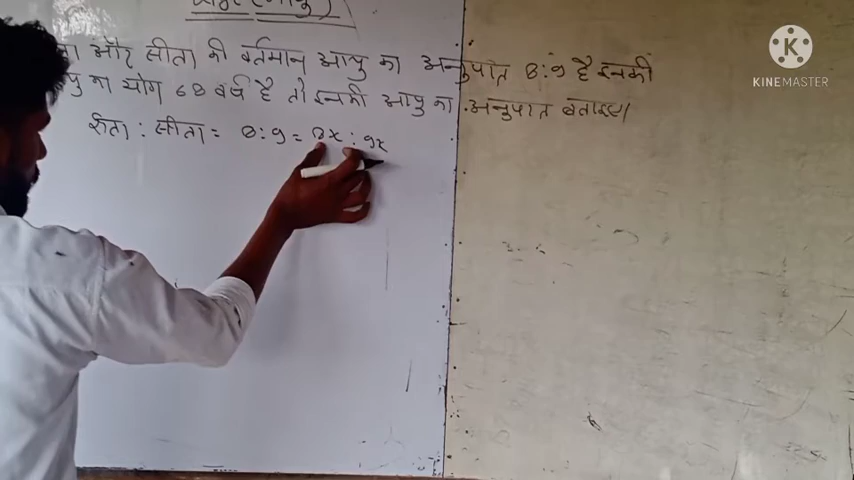 और सीता की वर्तमान आयु का अनुपात 8:9 है इनकी
का योग 68 वर्ष है तो इनकी आयु का अनुपात बताइए।
सीता = 8:9 = 8x : 9x
KINEMASTER